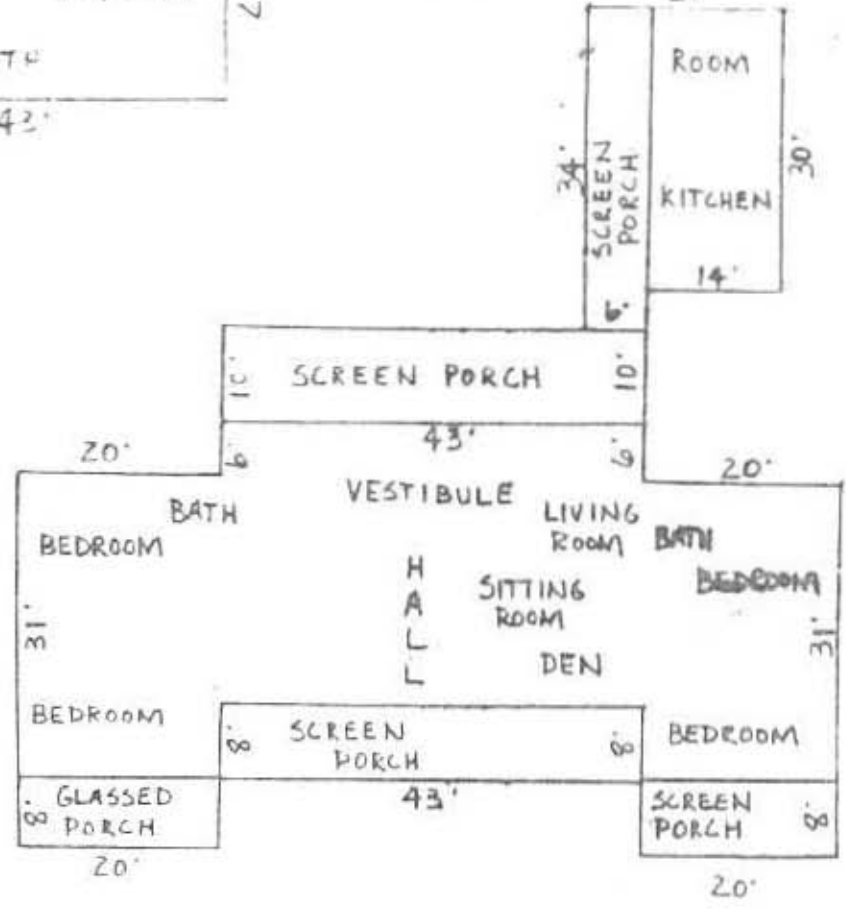 ROOM
43'
SCREEN
PORCH
34'
30'
KITCHEN
14'
6'
10'
SCREEN PORCH
10'
43'
20'
6'
6'
20'
VESTIBULE
BATH
LIVING
ROOM
BATH
BEDROOM
BEDROOM
HALL
SITTING
ROOM
31'
31'
DEN
BEDROOM
SCREEN
PORCH
8'
8'
BEDROOM
GLASSED
PORCH
8'
43'
SCREEN
PORCH
8'
20'
20'